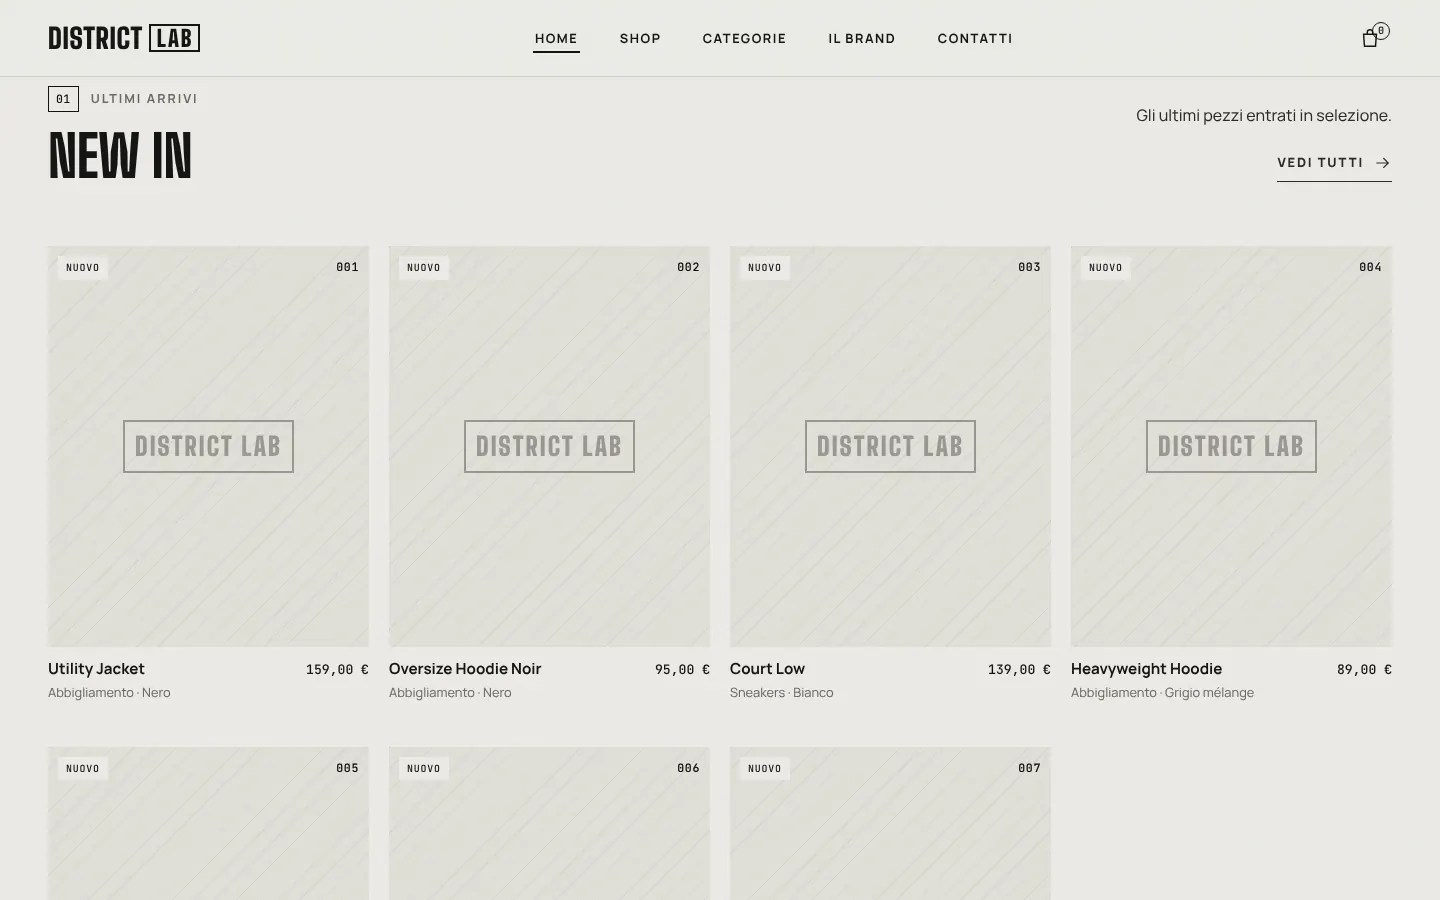 DISTRICT LAB
HOME SHOP CATEGORIE IL BRAND CONTATTI
0
01 ULTIMI ARRIVI
NEW IN
Gli ultimi pezzi entrati in selezione.
VEDI TUTTI
NUOVO 001 NUOVO 002 NUOVO 003 NUOVO 004
DISTRICT LAB DISTRICT LAB DISTRICT LAB DISTRICT LAB
Utility Jacket 159,00 € Oversize Hoodie Noir 95,00 € Court Low 139,00 € Heavyweight Hoodie 89,00 €
Abbigliamento · Nero Abbigliamento · Nero Sneakers · Bianco Abbigliamento · Grigio mélange
NUOVO 005 NUOVO 006 NUOVO 007